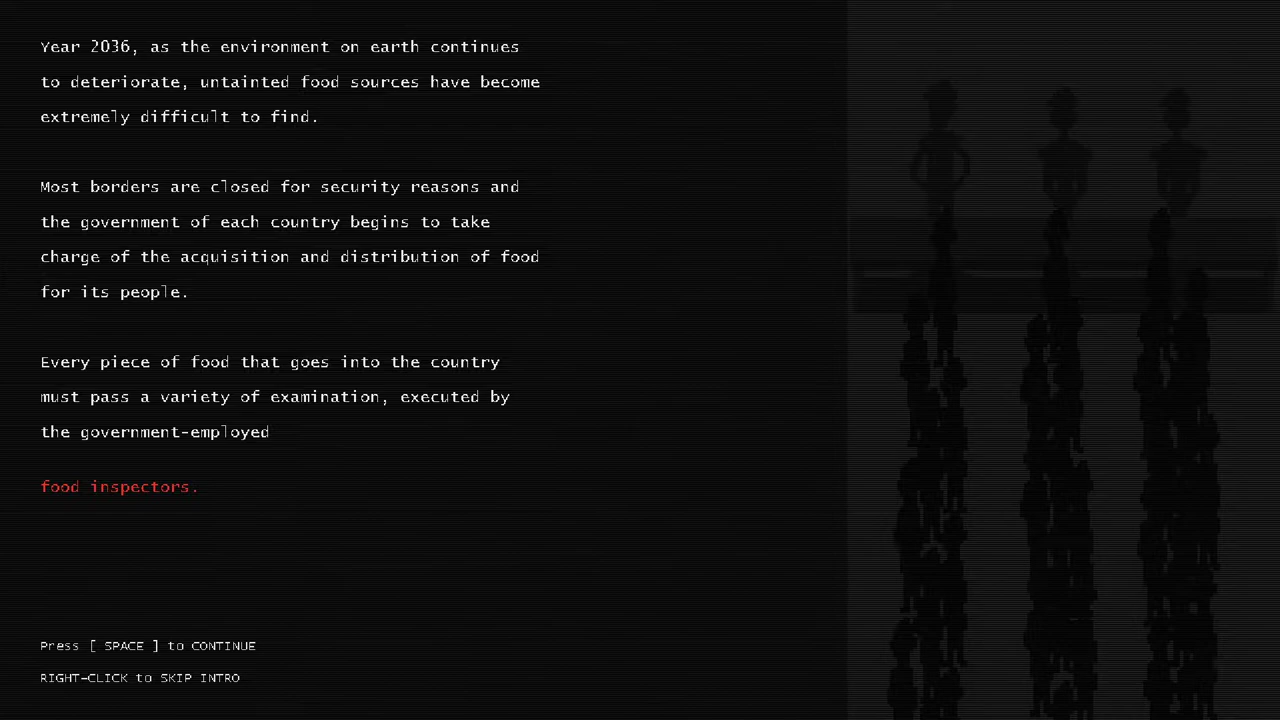 Year 2036, as the environment on earth continues
to deteriorate, untainted food sources have become
extremely difficult to find.
Most borders are closed for security reasons and
the government of each country begins to take
charge of the acquisition and distribution of food
for its people.
Every piece of food that goes into the country
must pass a variety of examination, executed by
the government-employed
food inspectors.
Press [ SPACE ] to CONTINUE
RIGHT-CLICK to SKIP INTRO